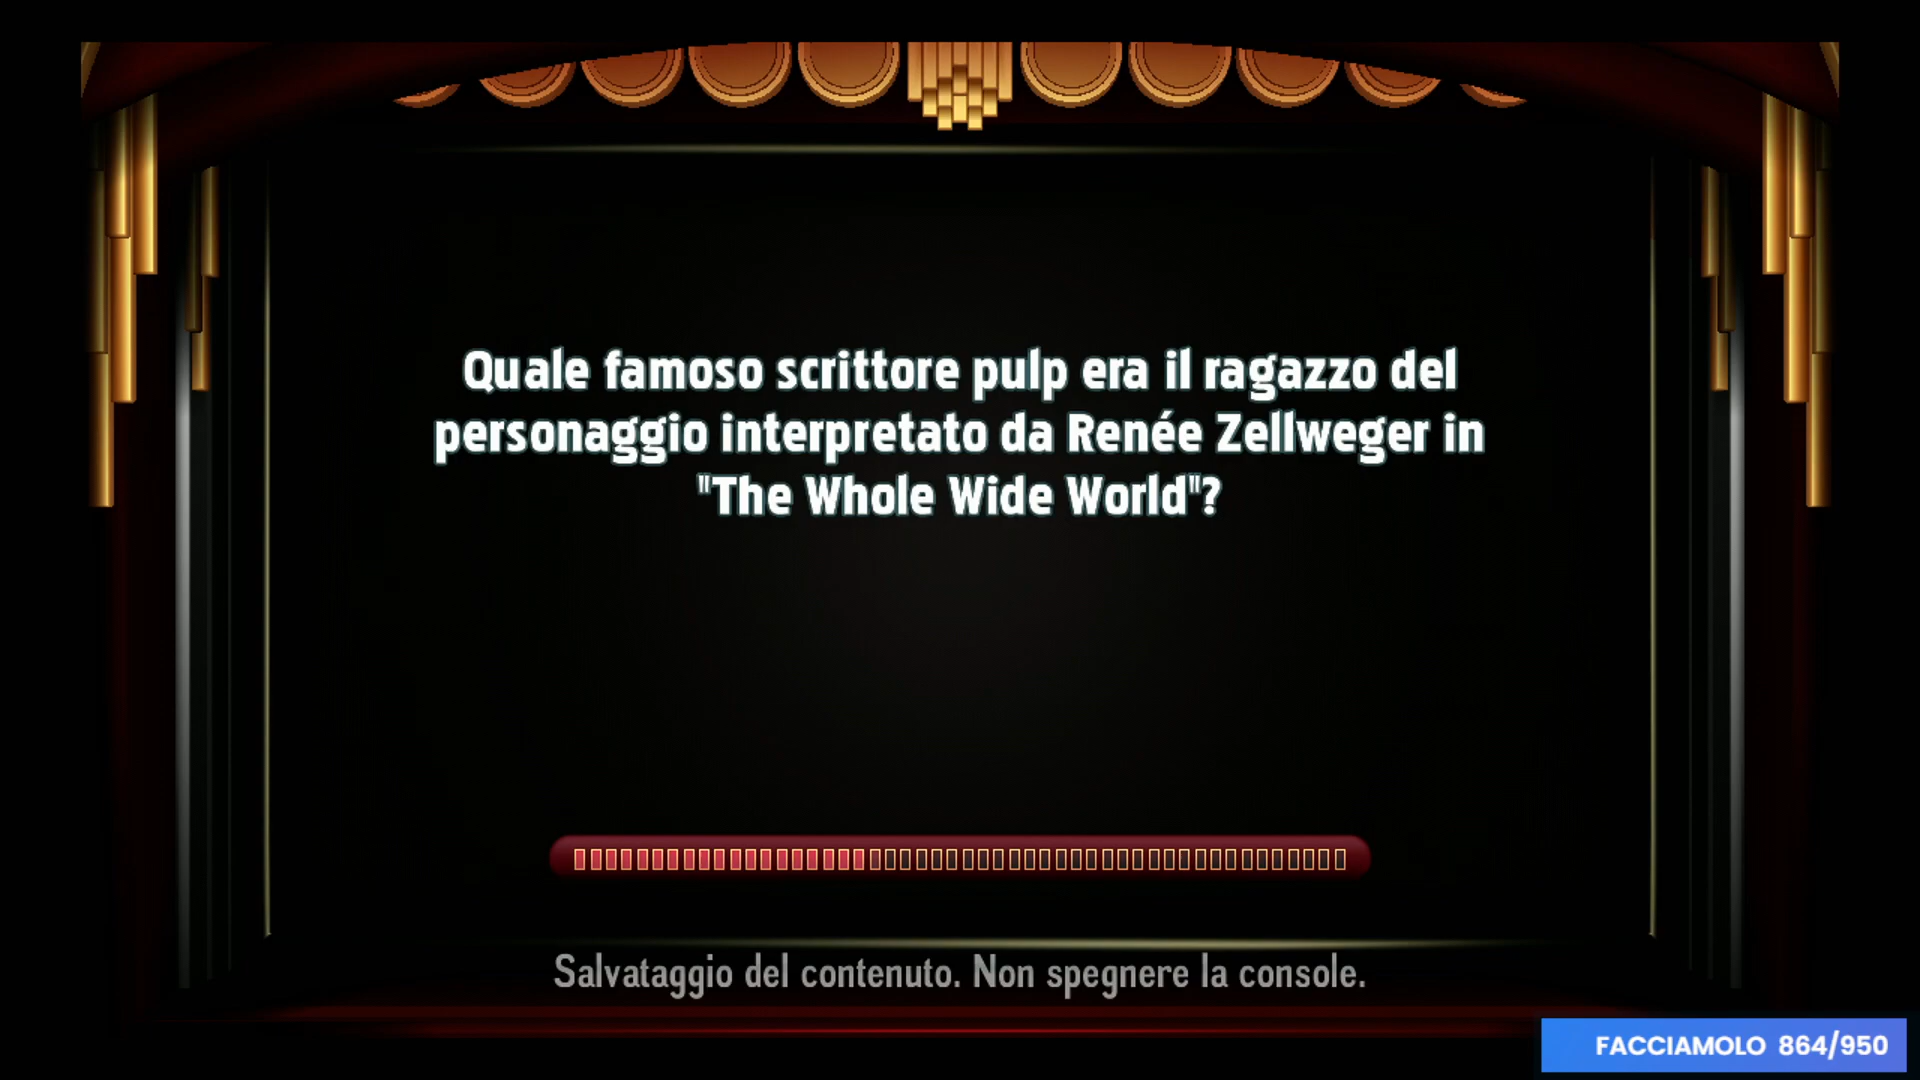 Quale famoso scrittore pulp era il ragazzo del
personaggio interpretato da Renée Zellweger in
"The Whole Wide World"?
Salvataggio del contenuto. Non spegnere la console.
FACCIAMOLO 864/950